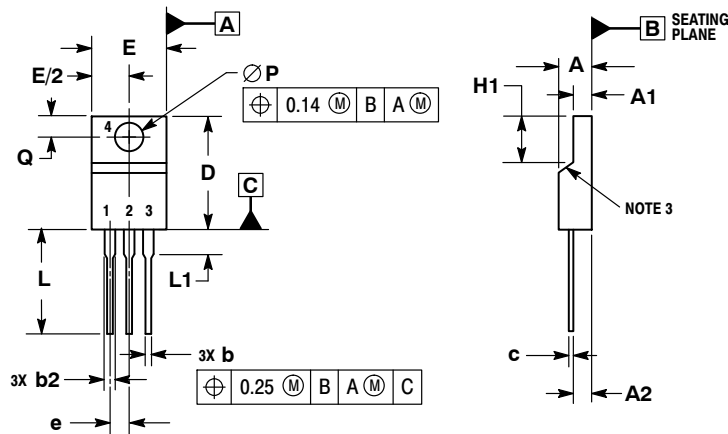 A
E
E/2
Ø P
⌖ 0.14 Ⓜ B A Ⓜ
4
Q
D
C
1 2 3
L
L1
3X b
3X b2
⌖ 0.25 Ⓜ B A Ⓜ C
e
B SEATING
PLANE
A
H1
A1
NOTE 3
c
A2